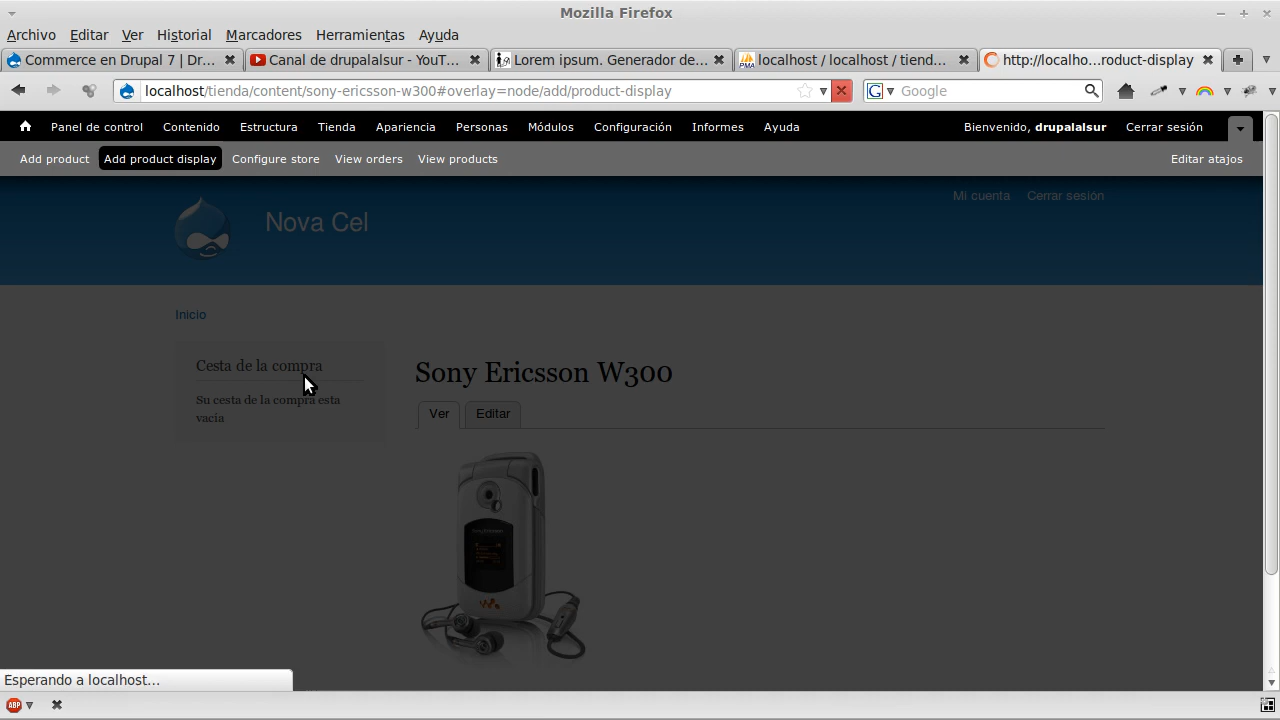 Mozilla Firefox
Archivo Editar Ver Historial Marcadores Herramientas Ayuda
Commerce en Drupal 7 | Dr... Canal de drupalalsur - YouT... Lorem ipsum. Generador de... localhost / localhost / tiend... http://localho...roduct-display
localhost/tienda/content/sony-ericsson-w300#overlay=node/add/product-display Google
Panel de control Contenido Estructura Tienda Apariencia Personas Módulos Configuración Informes Ayuda Bienvenido, drupalalsur Cerrar sesión
Add product Add product display Configure store View orders View products Editar atajos
Mi cuenta Cerrar sesión
Nova Cel
Inicio
Cesta de la compra
Su cesta de la compra esta
vacía
Sony Ericsson W300
Ver Editar
Esperando a localhost...
ABP